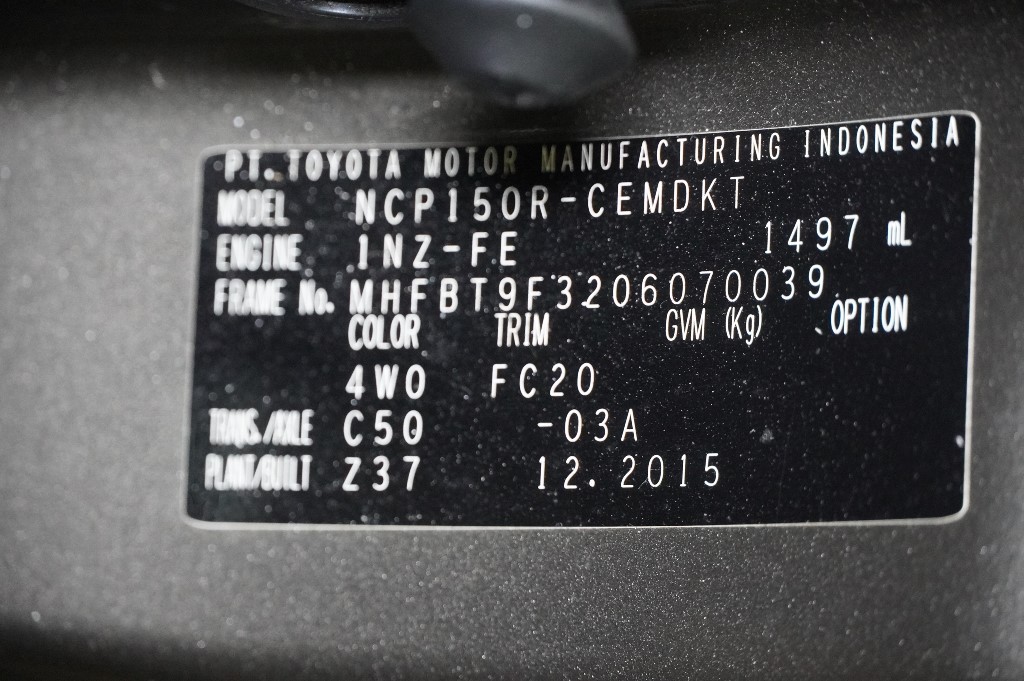 PT. TOYOTA MOTOR MANUFACTURING INDONESIA
MODEL NCP150R-CEMDKT
ENGINE 1NZ-FE 1497 mL
FRAME No. MHFBT9F3206070039
COLOR TRIM GVM (Kg) OPTION
4W0 FC20
TRANS./AXLE C50 -03A
PLANT/BUILT Z37 12.2015